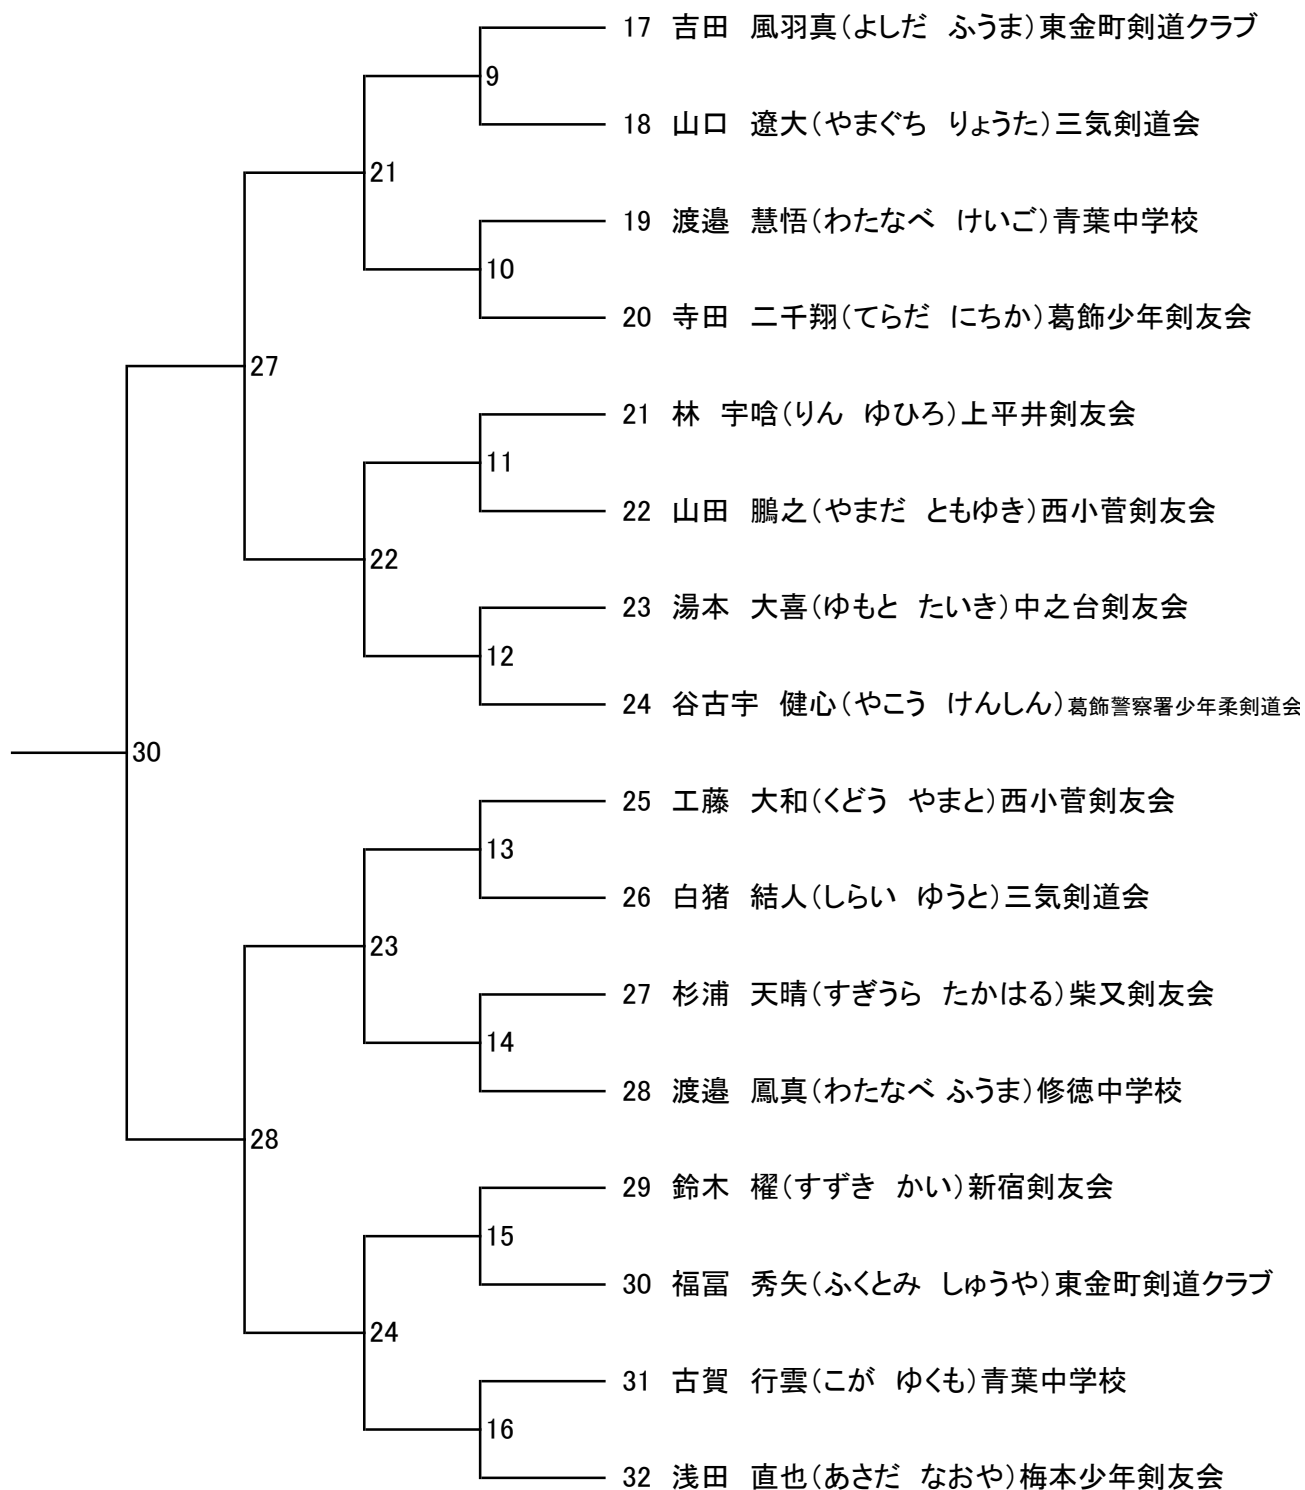 17 吉田　風羽真（よしだ　ふうま）東金町剣道クラブ
9
18 山口　遼大（やまぐち　りょうた）三気剣道会
21
19 渡邉　慧悟（わたなべ　けいご）青葉中学校
10
20 寺田　二千翔（てらだ　にちか）葛飾少年剣友会
27
21 林　宇晗（りん　ゆひろ）上平井剣友会
11
22 山田　鵬之（やまだ　ともゆき）西小菅剣友会
22
23 湯本　大喜（ゆもと　たいき）中之台剣友会
12
24 谷古宇　健心（やこう　けんしん）葛飾警察署少年柔剣道会
30
25 工藤　大和（くどう　やまと）西小菅剣友会
13
26 白猪　結人（しらい　ゆうと）三気剣道会
23
27 杉浦　天晴（すぎうら　たかはる）柴又剣友会
14
28 渡邉　鳳真（わたなべ ふうま）修徳中学校
28
29 鈴木　櫂（すずき　かい）新宿剣友会
15
30 福冨　秀矢（ふくとみ　しゅうや）東金町剣道クラブ
24
31 古賀　行雲（こが　ゆくも）青葉中学校
16
32 浅田　直也（あさだ　なおや）梅本少年剣友会